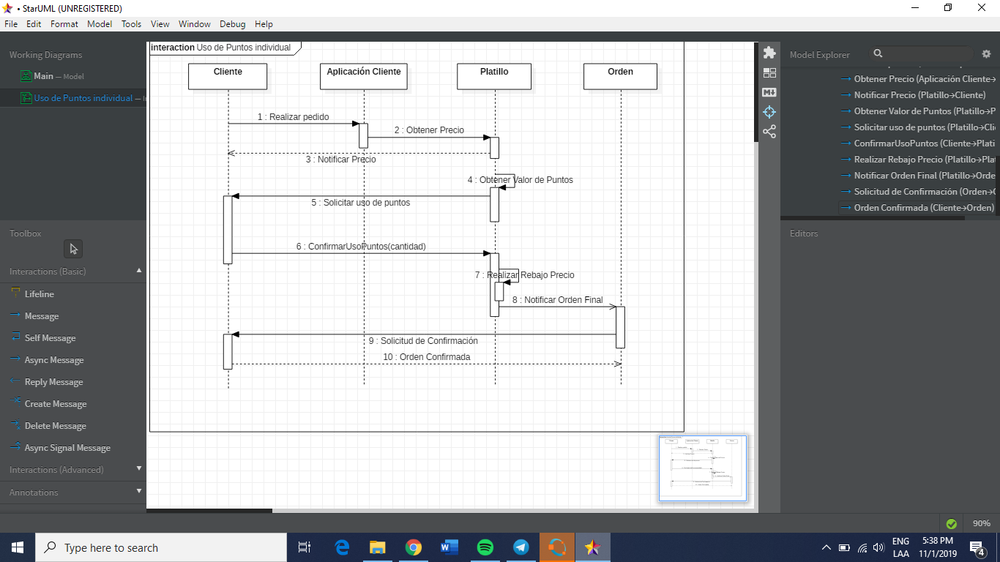 • StarUML (UNREGISTERED)
File Edit Format Model Tools View Window Debug Help
Working Diagrams
Main — Model
Uso de Puntos individual —
Toolbox
Interactions (Basic)
Lifeline
Message
Self Message
Async Message
Reply Message
Create Message
Delete Message
Async Signal Message
Interactions (Advanced)
Annotations
interaction Uso de Puntos individual
Cliente
Aplicación Cliente
Platillo
Orden
1 : Realizar pedido
2 : Obtener Precio
3 : Notificar Precio
4 : Obtener Valor de Puntos
5 : Solicitar uso de puntos
6 : ConfirmarUsoPuntos(cantidad)
7 : Realizar Rebajo Precio
8 : Notificar Orden Final
9 : Solicitud de Confirmación
10 : Orden Confirmada
Model Explorer
Obtener Precio (Aplicación Cliente→
Notificar Precio (Platillo→Cliente)
Obtener Valor de Puntos (Platillo→P
Solicitar uso de puntos (Platillo→Cli
ConfirmarUsoPuntos (Cliente→Plati
Realizar Rebajo Precio (Platillo→Plat
Notificar Orden Final (Platillo→Orde
Solicitud de Confirmación (Orden→C
Orden Confirmada (Cliente→Orden)
Editors
90%
Type here to search
ENG
LAA
5:38 PM
11/1/2019
4